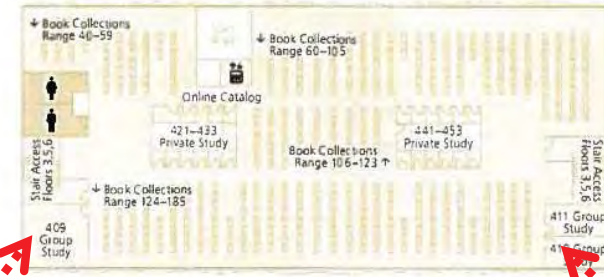 Book Collections
Range 40–59
Book Collections
Range 60–105
Online Catalog
421–433
Private Study
441–453
Private Study
Book Collections
Range 106–123
Stair Access
Floors 3,5,6
Stair Access
Floors 3,5,6
Book Collections
Range 124–185
409
Group
Study
411 Group
Study
Group